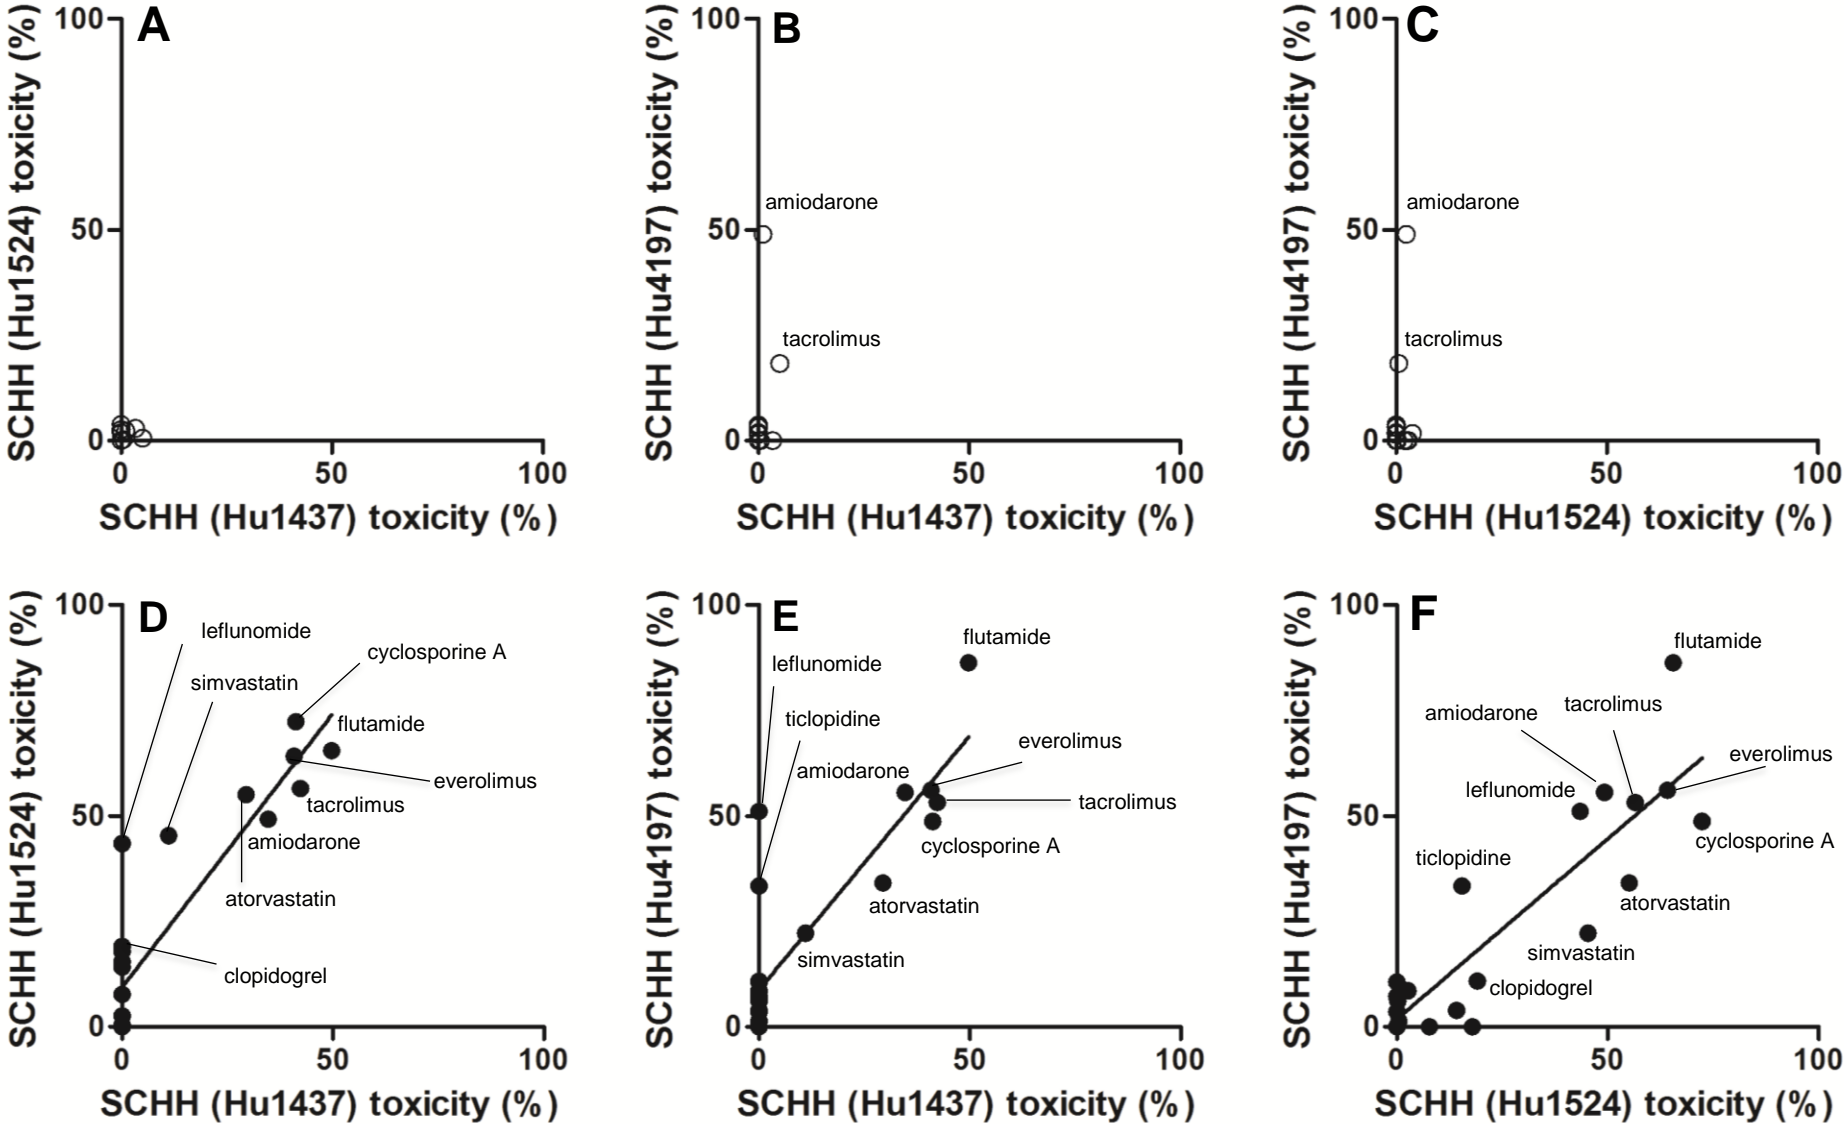 A
SCHH (Hu1524) toxicity (%)
100
50
0
0
50
100
SCHH (Hu1437) toxicity (%)
B
SCHH (Hu4197) toxicity (%)
100
50
0
amiodarone
tacrolimus
0
50
100
SCHH (Hu1437) toxicity (%)
C
SCHH (Hu4197) toxicity (%)
100
50
0
amiodarone
tacrolimus
0
50
100
SCHH (Hu1524) toxicity (%)
D
SCHH (Hu1524) toxicity (%)
100
50
0
leflunomide
cyclosporine A
simvastatin
flutamide
everolimus
tacrolimus
amiodarone
atorvastatin
clopidogrel
0
50
100
SCHH (Hu1437) toxicity (%)
E
SCHH (Hu4197) toxicity (%)
100
50
0
flutamide
leflunomide
ticlopidine
everolimus
amiodarone
tacrolimus
cyclosporine A
atorvastatin
simvastatin
0
50
100
SCHH (Hu1437) toxicity (%)
F
SCHH (Hu4197) toxicity (%)
100
50
0
flutamide
tacrolimus
amiodarone
everolimus
leflunomide
cyclosporine A
ticlopidine
atorvastatin
simvastatin
clopidogrel
0
50
100
SCHH (Hu1524) toxicity (%)